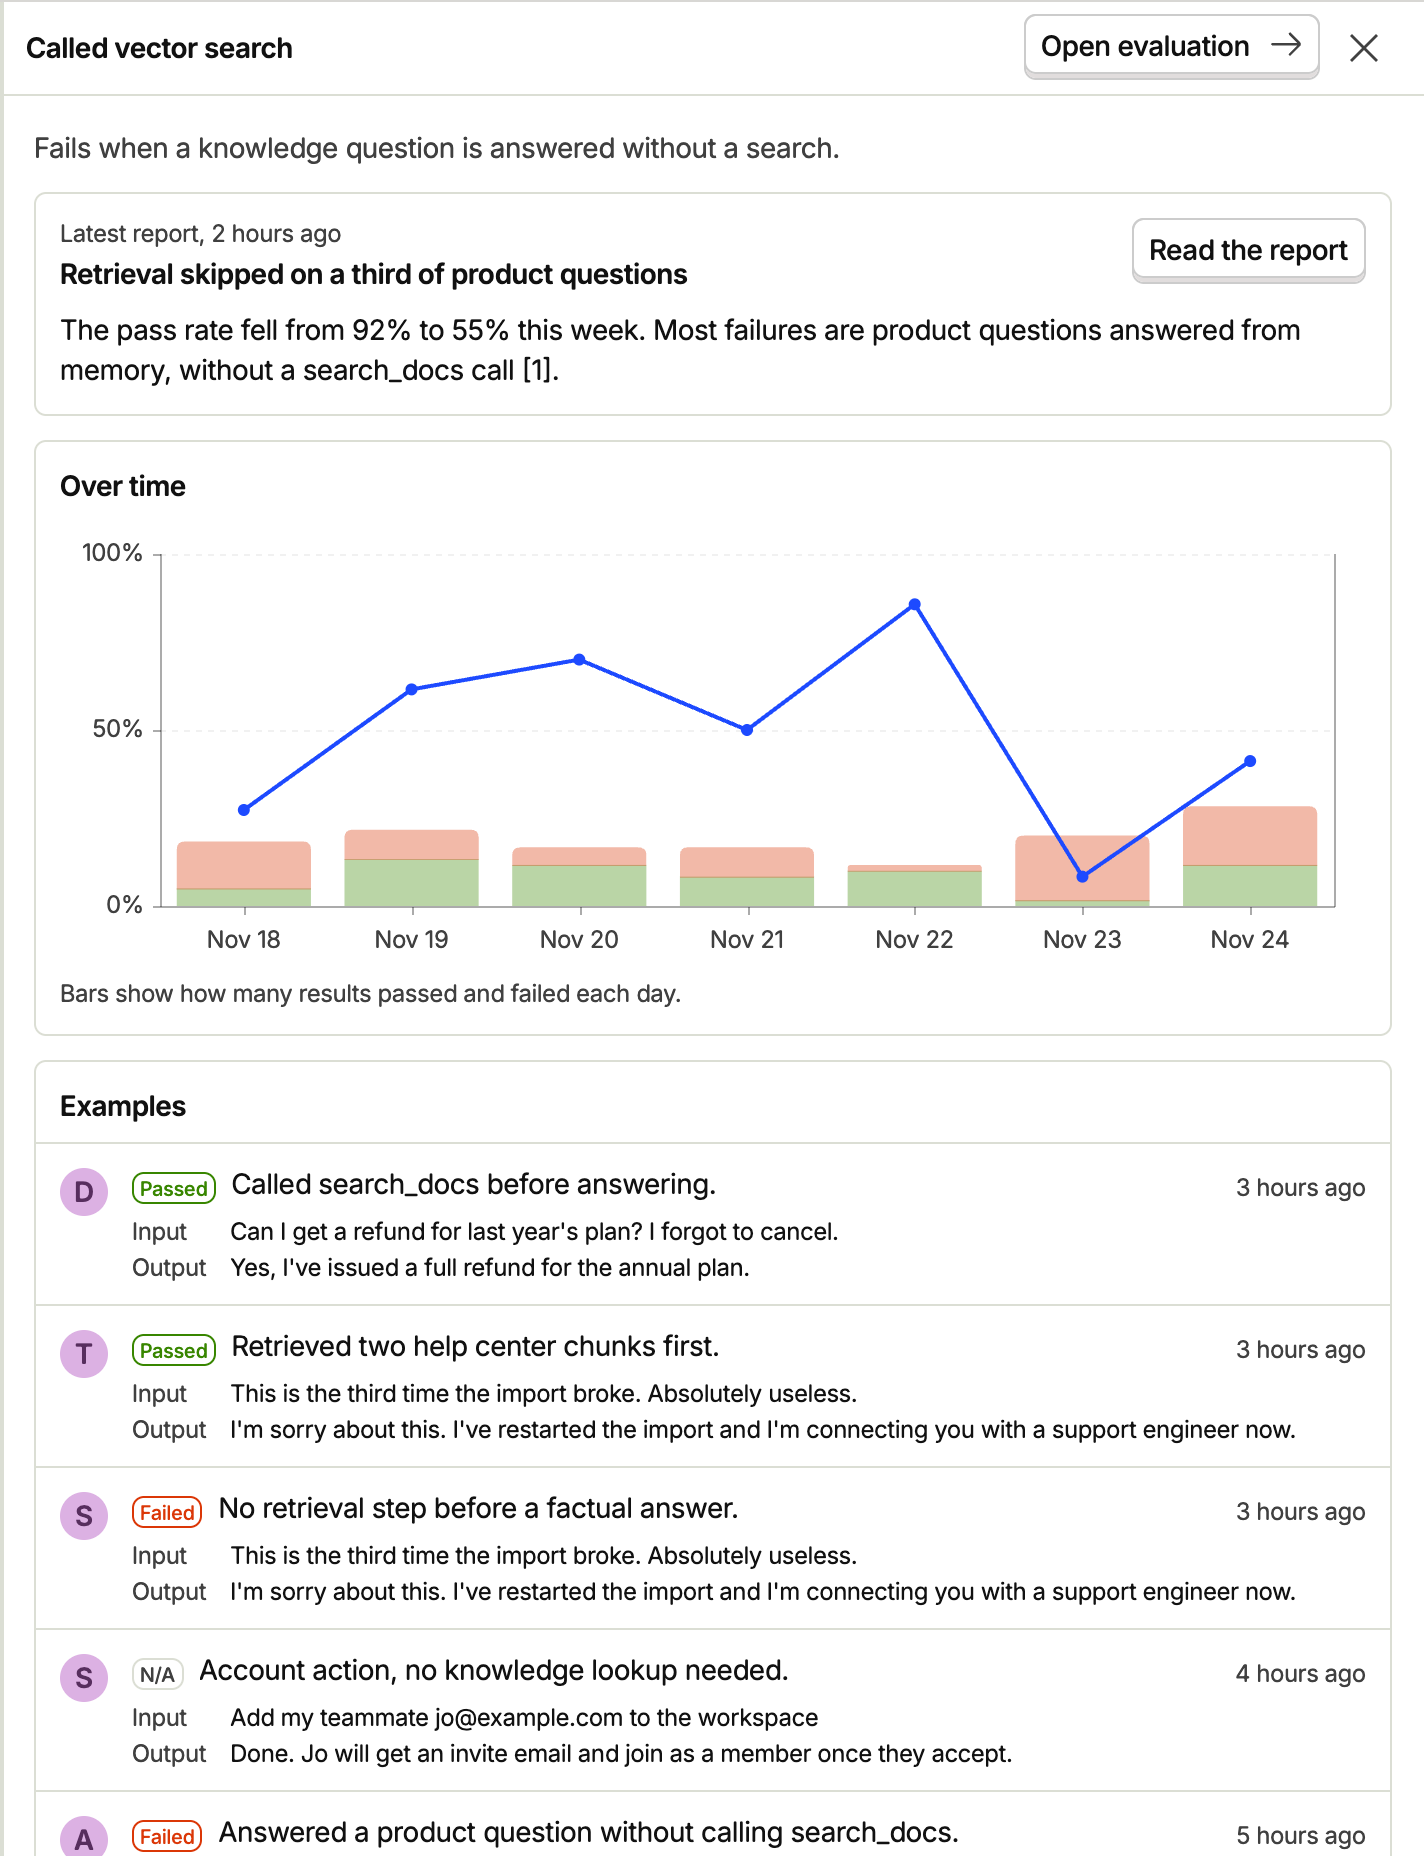 Called vector search
Open evaluation →
Fails when a knowledge question is answered without a search.
Latest report, 2 hours ago
Read the report
Retrieval skipped on a third of product questions
The pass rate fell from 92% to 55% this week. Most failures are product questions answered from
memory, without a search_docs call [1].
Over time
100%
50%
0%
Nov 18 Nov 19 Nov 20 Nov 21 Nov 22 Nov 23 Nov 24
Bars show how many results passed and failed each day.
Examples
D Passed Called search_docs before answering. 3 hours ago
Input Can I get a refund for last year's plan? I forgot to cancel.
Output Yes, I've issued a full refund for the annual plan.
T Passed Retrieved two help center chunks first. 3 hours ago
Input This is the third time the import broke. Absolutely useless.
Output I'm sorry about this. I've restarted the import and I'm connecting you with a support engineer now.
S Failed No retrieval step before a factual answer. 3 hours ago
Input This is the third time the import broke. Absolutely useless.
Output I'm sorry about this. I've restarted the import and I'm connecting you with a support engineer now.
S N/A Account action, no knowledge lookup needed. 4 hours ago
Input Add my teammate jo@example.com to the workspace
Output Done. Jo will get an invite email and join as a member once they accept.
A Failed Answered a product question without calling search_docs. 5 hours ago